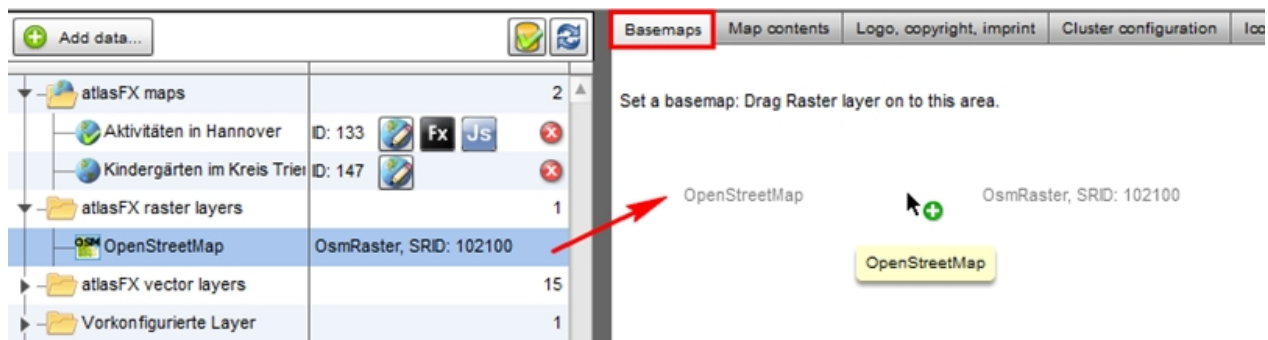 Add data...
atlasFX maps 2
Aktivitäten in Hannover ID: 133 Fx Js
Kindergärten im Kreis Trier ID: 147
atlasFX raster layers 1
OSM OpenStreetMap OsmRaster, SRID: 102100
atlasFX vector layers 15
Vorkonfigurierte Layer 1
Basemaps Map contents Logo, copyright, imprint Cluster configuration
Set a basemap: Drag Raster layer on to this area.
OpenStreetMap OsmRaster, SRID: 102100
OpenStreetMap